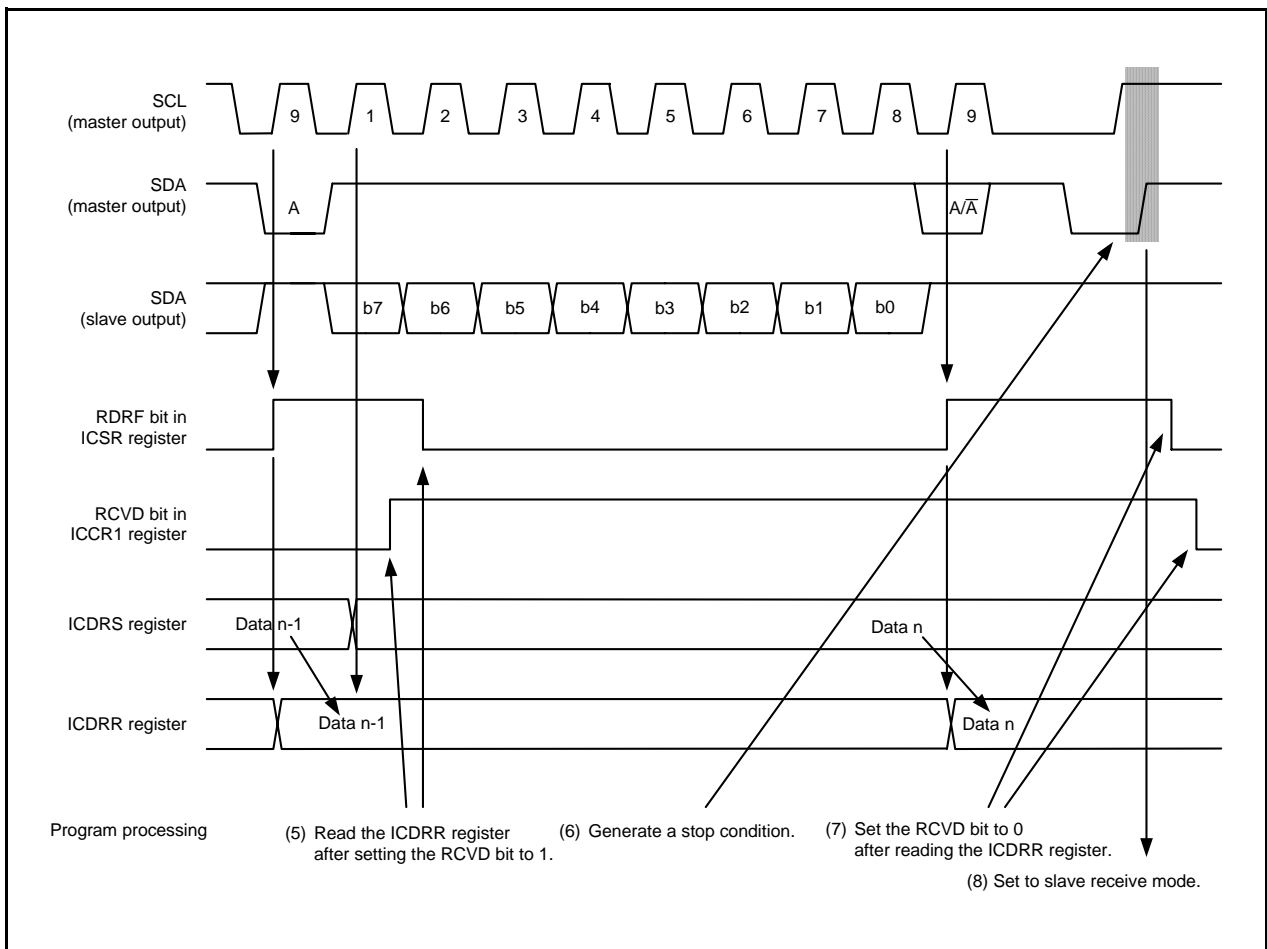 SCL
(master output)
9 1 2 3 4 5 6 7 8 9
SDA
(master output)
A A/A̅
SDA
(slave output)
b7 b6 b5 b4 b3 b2 b1 b0
RDRF bit in
ICSR register
RCVD bit in
ICCR1 register
ICDRS register Data n-1 Data n
ICDRR register Data n-1 Data n
Program processing (5) Read the ICDRR register (6) Generate a stop condition. (7) Set the RCVD bit to 0
after setting the RCVD bit to 1. after reading the ICDRR register.
(8) Set to slave receive mode.